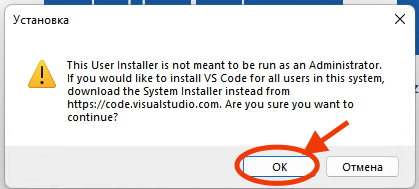 Установка
This User Installer is not meant to be run as an Administrator.
If you would like to install VS Code for all users in this system,
download the System Installer instead from
https://code.visualstudio.com. Are you sure you want to
continue?
OK
Отмена